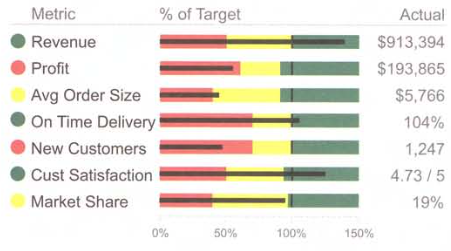 Metric % of Target Actual
Revenue $913,394
Profit $193,865
Avg Order Size $5,766
On Time Delivery 104%
New Customers 1,247
Cust Satisfaction 4.73 / 5
Market Share 19%
0% 50% 100% 150%